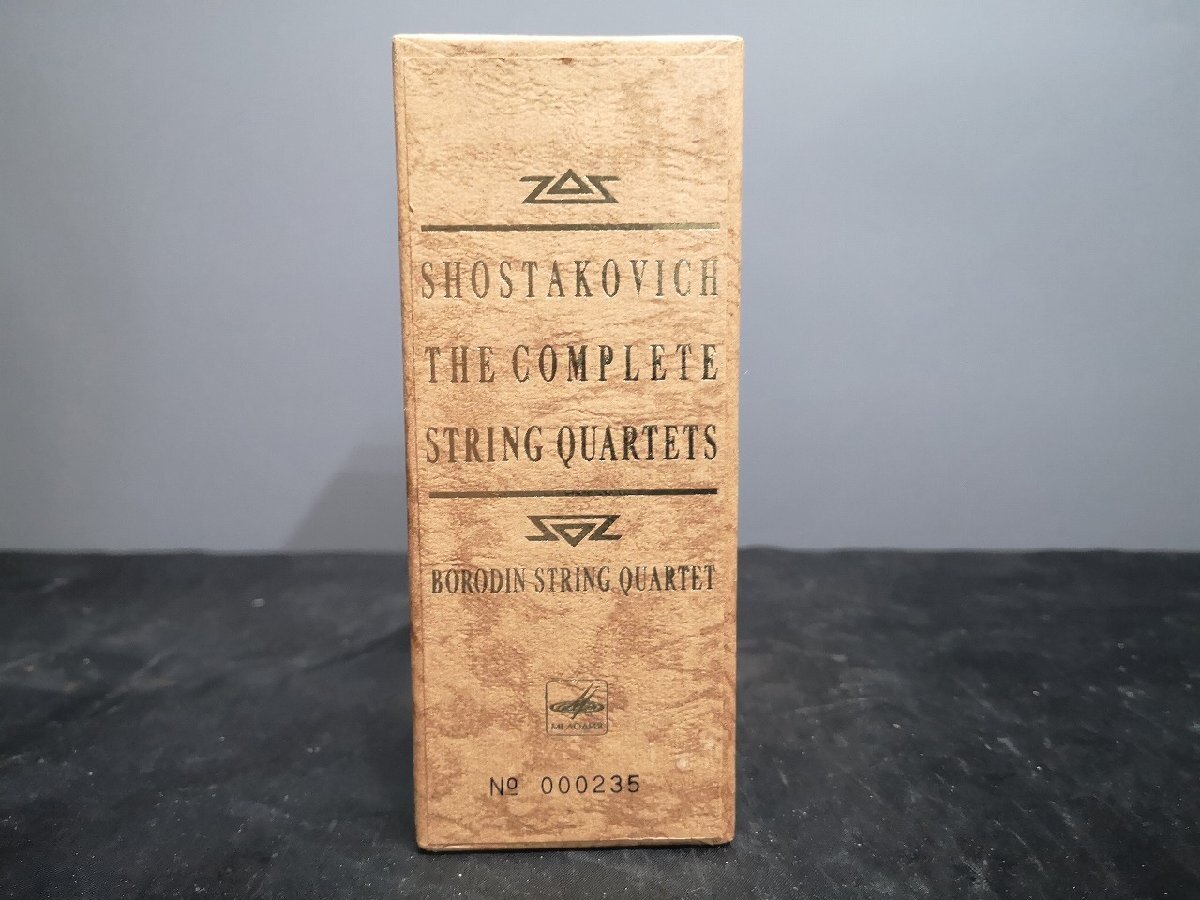 SHOSTAKOVICH
THE COMPLETE
STRING QUARTETS
BORODIN STRING QUARTET
№ 000235